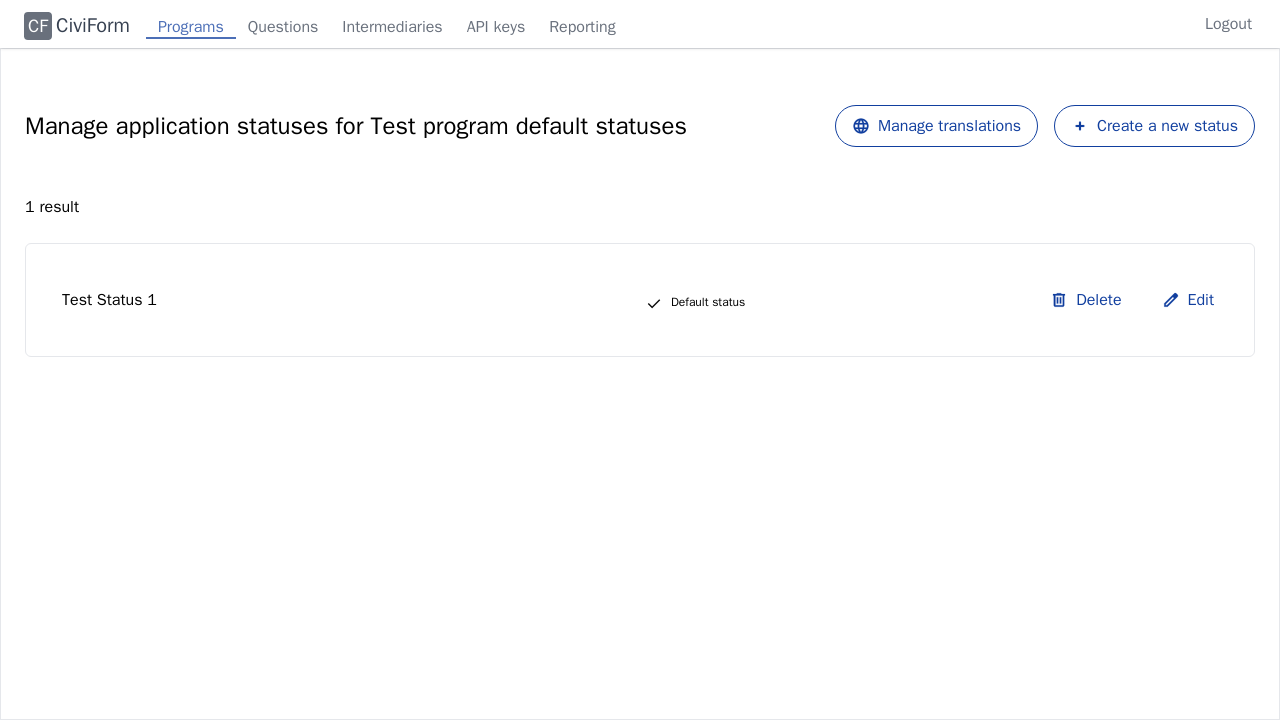 CF CiviForm Programs Questions Intermediaries API keys Reporting Logout
Manage application statuses for Test program default statuses Manage translations Create a new status
1 result
Test Status 1 Default status Delete Edit